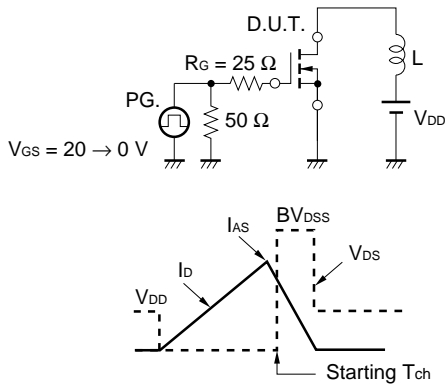 D.U.T.
RG = 25 Ω
L
PG.
50 Ω
VDD
VGS = 20 → 0 V
BVDSS
IAS
ID
VDS
VDD
Starting Tch